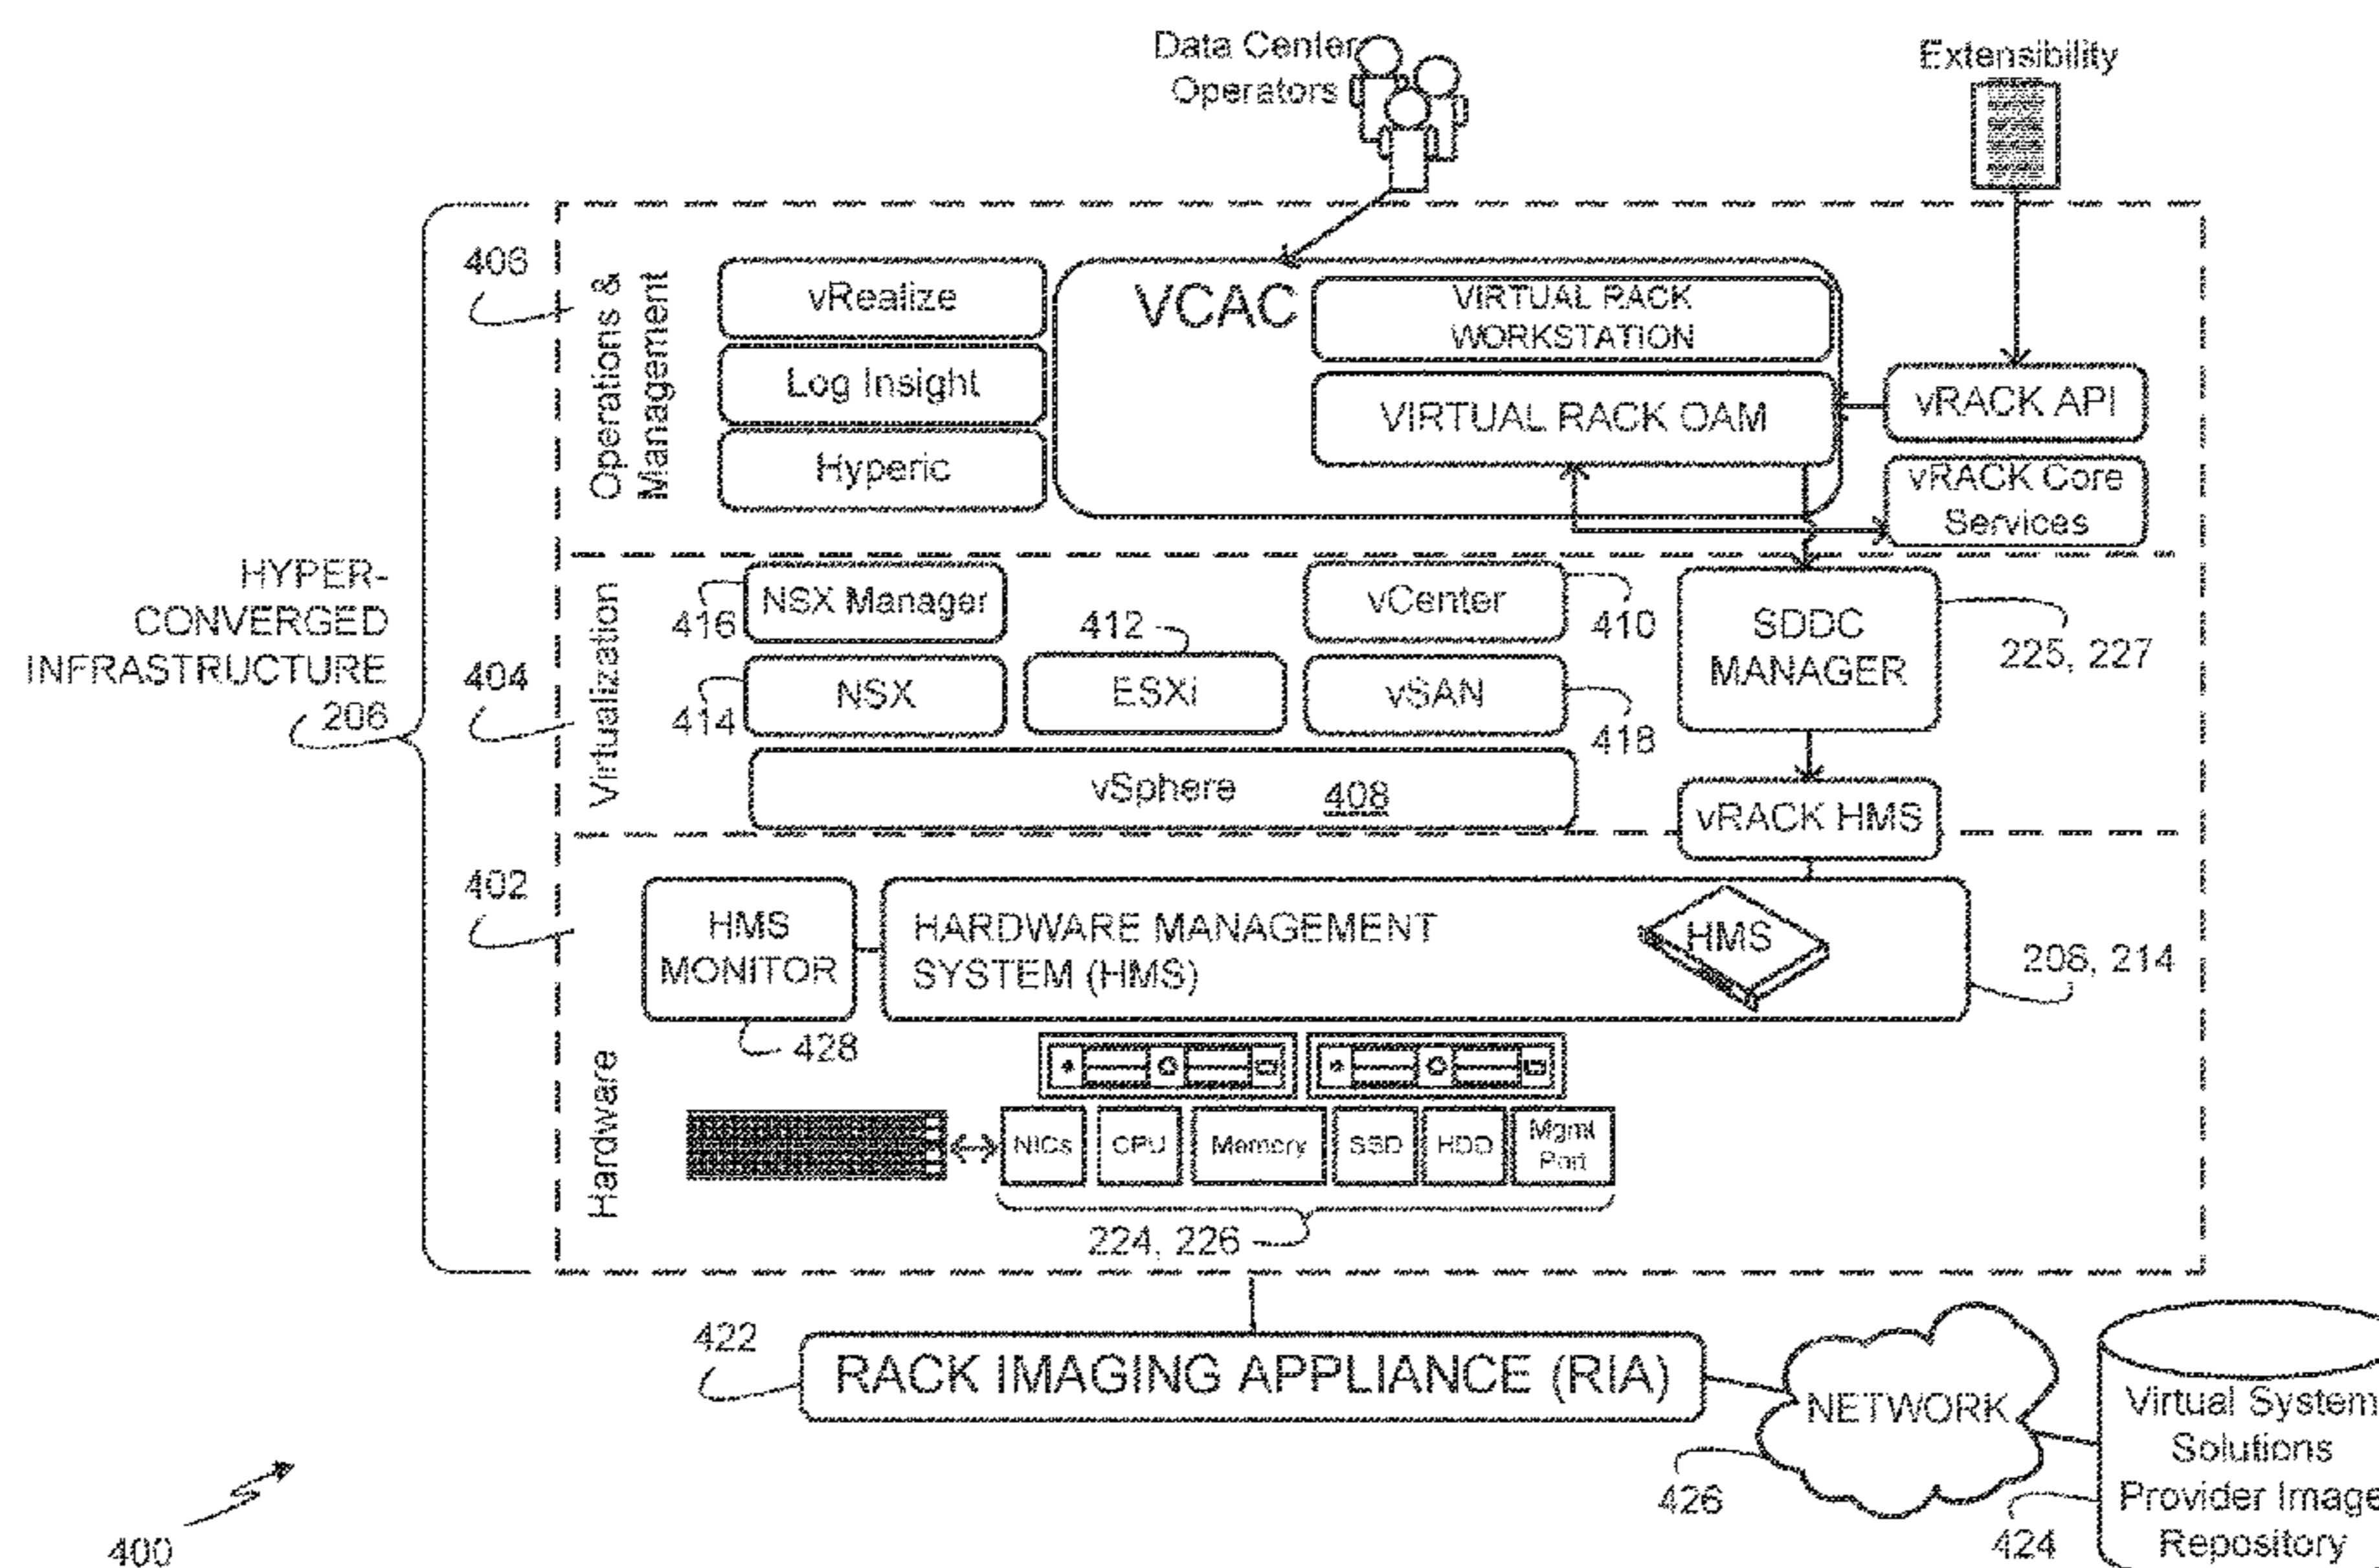 Data Center
Operators
Extensibility
406
Operations &
Management
vRealize
Log Insight
Hyperic
VCAC
VIRTUAL RACK
WORKSTATION
VIRTUAL RACK OAM
vRACK API
vRACK Core
Services
HYPER-
CONVERGED
INFRASTRUCTURE
206
404
Virtualization
416
NSX Manager
414
NSX
412
ESXi
vCenter
410
vSAN
418
vSphere 408
SDDC
MANAGER
225, 227
vRACK HMS
402
Hardware
HMS
MONITOR
428
HARDWARE MANAGEMENT
SYSTEM (HMS)
HMS
208, 214
NICs
CPU
Memory
SSD
HDD
Mgmt
Port
224, 226
422
RACK IMAGING APPLIANCE (RIA)
NETWORK
426
Virtual System
Solutions
Provider Image
Repository
424
400